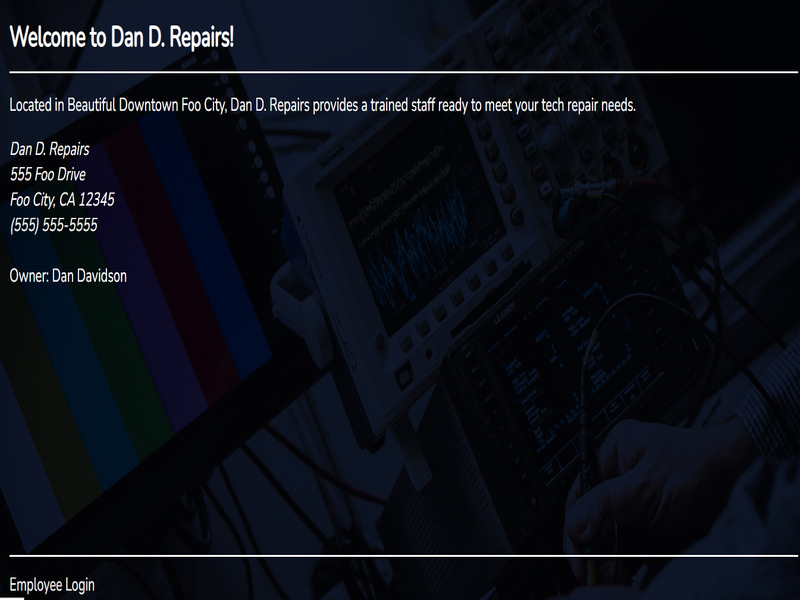 Welcome to Dan D. Repairs!
Located in Beautiful Downtown Foo City, Dan D. Repairs provides a trained staff ready to meet your tech repair needs.
Dan D. Repairs
555 Foo Drive
Foo City, CA 12345
(555) 555-5555
Owner: Dan Davidson
LEADER
Employee Login